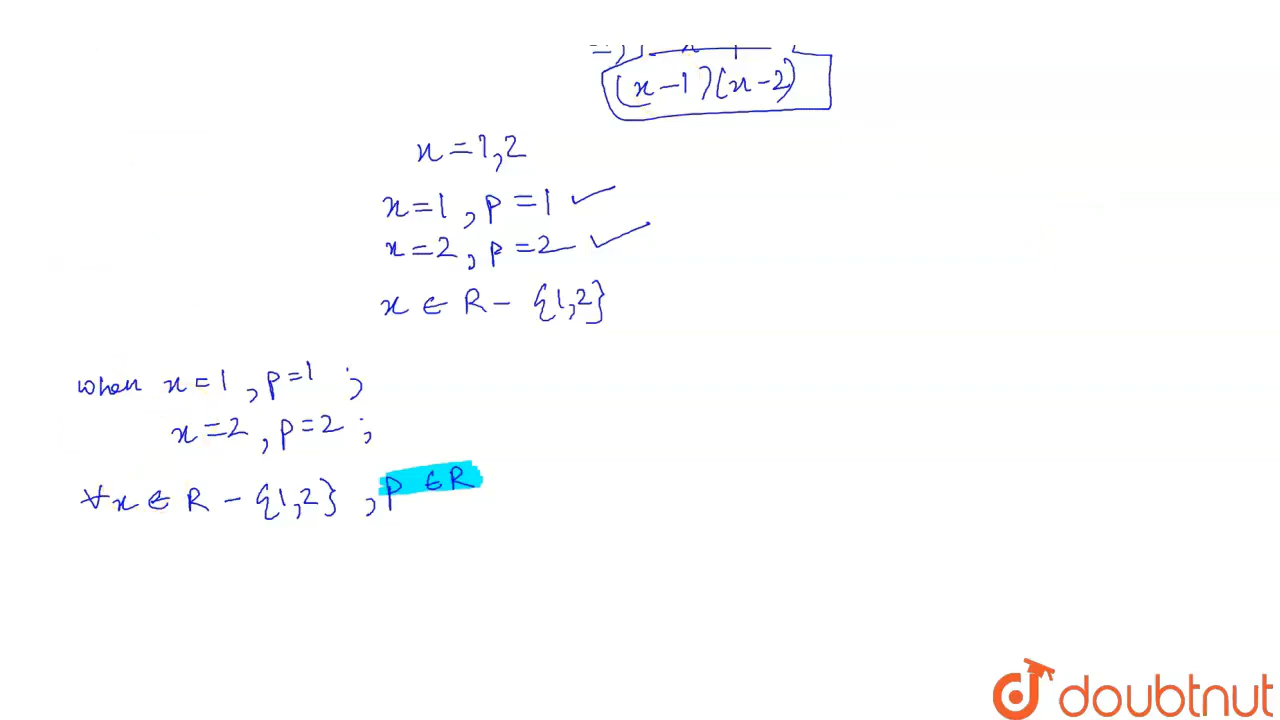 (x-1)(x-2)
x=1,2
x=1, p=1 ✓
x=2, p=2 ✓
x ∈ R - {1,2}
when x=1, p=1 ;
x=2, p=2 ;
∀x ∈ R - {1,2} , p ∈ R
doubtnut